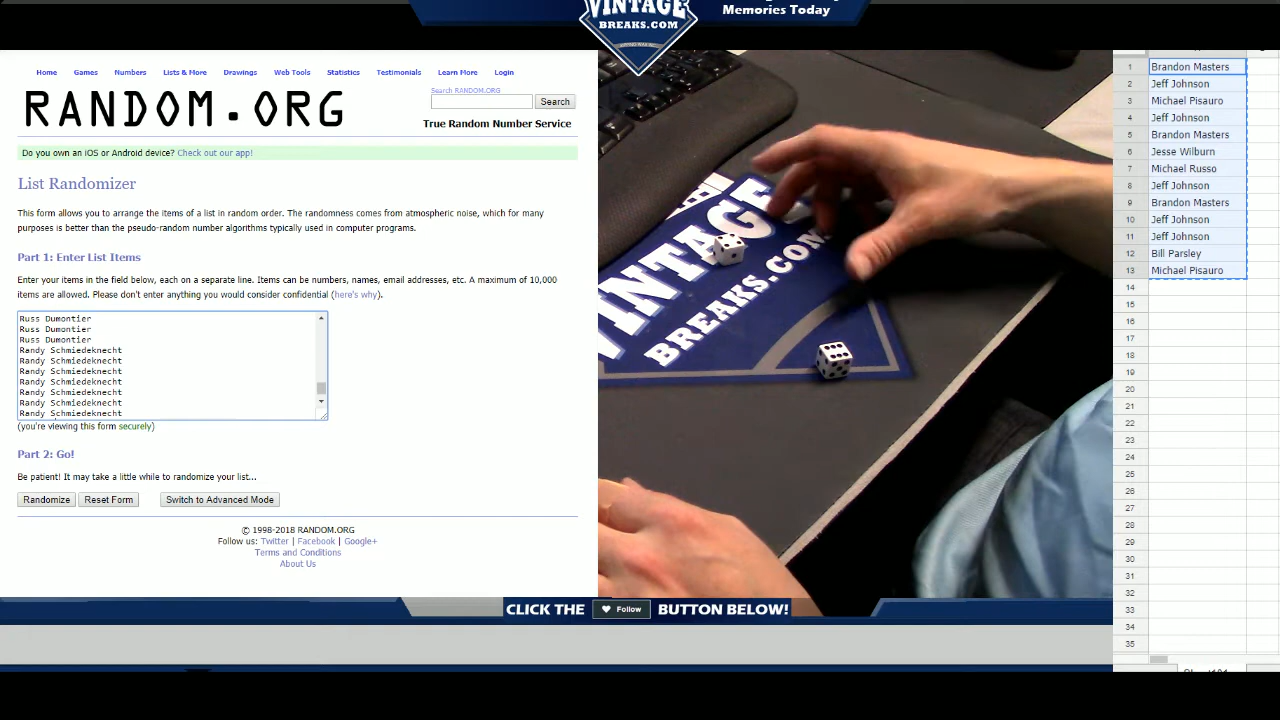 VINTAGE
BREAKS.COM
Memories Today
Home Games Numbers Lists & More Drawings Web Tools Statistics Testimonials Learn More Login
RANDOM.ORG
Search RANDOM.ORG
Search
True Random Number Service
Do you own an iOS or Android device? Check out our app!
List Randomizer
This form allows you to arrange the items of a list in random order. The randomness comes from atmospheric noise, which for many
purposes is better than the pseudo-random number algorithms typically used in computer programs.
Part 1: Enter List Items
Enter your items in the field below, each on a separate line. Items can be numbers, names, email addresses, etc. A maximum of 10,000
items are allowed. Please don't enter anything you would consider confidential (here's why).
Russ Dumontier
Russ Dumontier
Russ Dumontier
Randy Schmiedeknecht
Randy Schmiedeknecht
Randy Schmiedeknecht
Randy Schmiedeknecht
Randy Schmiedeknecht
Randy Schmiedeknecht
Randy Schmiedeknecht
(you're viewing this form securely)
Part 2: Go!
Be patient! It may take a little while to randomize your list...
Randomize Reset Form Switch to Advanced Mode
© 1998-2018 RANDOM.ORG
Follow us: Twitter | Facebook | Google+
Terms and Conditions
About Us
VINTAGE
BREAKS.COM
CLICK THE Follow BUTTON BELOW!
1 Brandon Masters
2 Jeff Johnson
3 Michael Pisauro
4 Jeff Johnson
5 Brandon Masters
6 Jesse Wilburn
7 Michael Russo
8 Jeff Johnson
9 Brandon Masters
10 Jeff Johnson
11 Jeff Johnson
12 Bill Parsley
13 Michael Pisauro
14
15
16
17
18
19
20
21
22
23
24
25
26
27
28
29
30
31
32
33
34
35